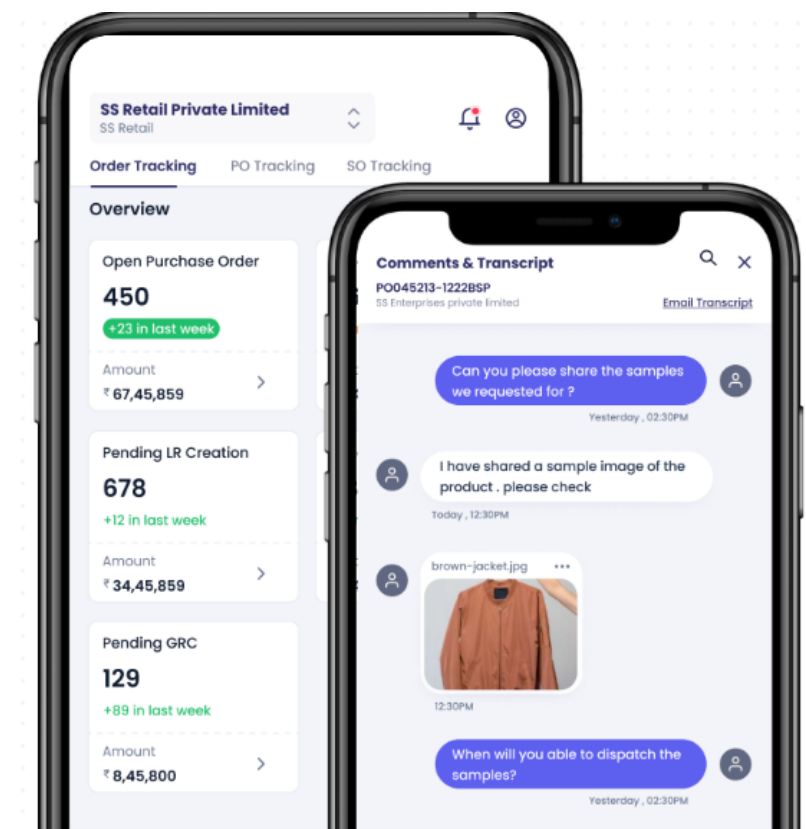 SS Retail Private Limited
SS Retail
Order Tracking
PO Tracking
SO Tracking
Overview
Open Purchase Order
450
+23 in last week
Amount
₹ 67,45,859
Pending LR Creation
678
+12 in last week
Amount
₹ 34,45,859
Pending GRC
129
+89 in last week
Amount
₹ 8,45,800
Comments & Transcript
PO045213-1222BSP
SS Enterprises private limited
Email Transcript
Can you please share the samples
we requested for ?
Yesterday , 02:30PM
I have shared a sample image of the
product . please check
Today , 12:30PM
brown-jacket.jpg
12:30PM
When will you able to dispatch the
samples?
Yesterday , 02:30PM